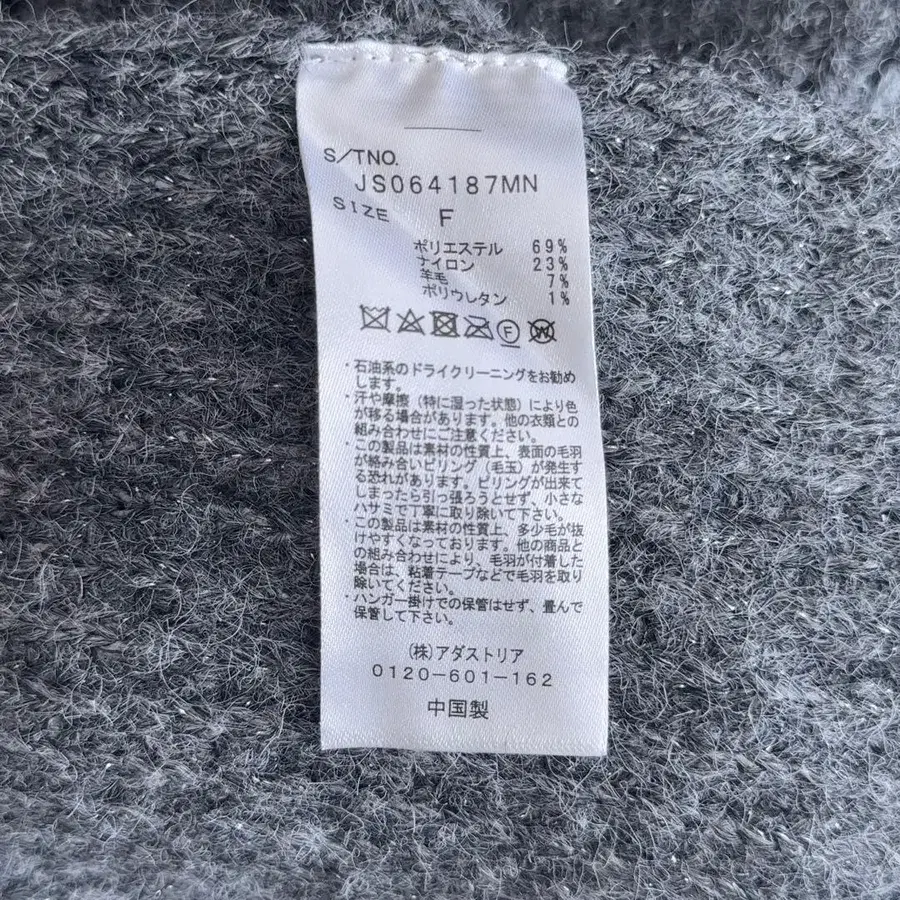 S/TNO.
JS064187MN
SIZE F
ポリエステル 69%
ナイロン 23%
羊毛 7%
ポリウレタン 1%
F W
・石油系のドライクリーニングをお勧め
します。
・汗や摩擦（特に湿った状態）により色
が移る場合があります。他の衣類との
組み合わせにご注意ください。
・この製品は素材の性質上、表面の毛羽
が絡み合いピリング（毛玉）が発生す
る恐れがあります。ピリングが出来て
しまったら引っ張ろうとせず、小さな
ハサミで丁寧に取り除いて下さい。
・この製品は素材の性質上、多少毛が抜
けやすくなっております。他の商品と
の組み合わせにより、毛羽が付着した
場合は、粘着テープなどで毛羽を取り
除いてください。
・ハンガー掛けでの保管はせず、畳んで
保管して下さい。
(株)アダストリア
0120-601-162
中国製